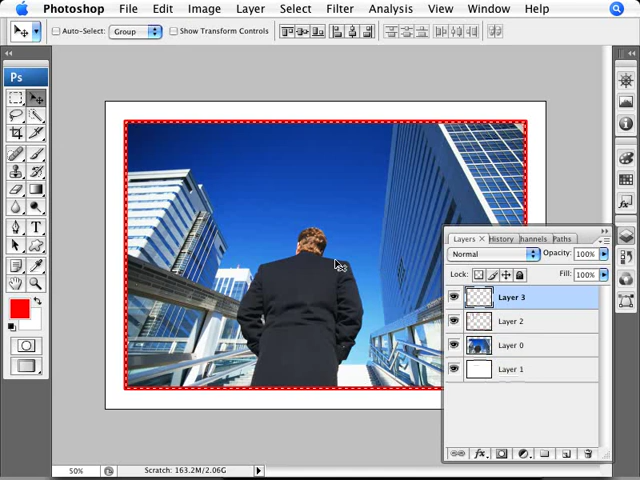 Photoshop File Edit Image Layer Select Filter Analysis View Window Help
Auto-Select: Group Show Transform Controls
Ps
Layers History hannels Paths
Normal Opacity: 100%
Lock: Fill: 100%
Layer 3
Layer 2
Layer 0
Layer 1
50% Scratch: 163.2M/2.06G